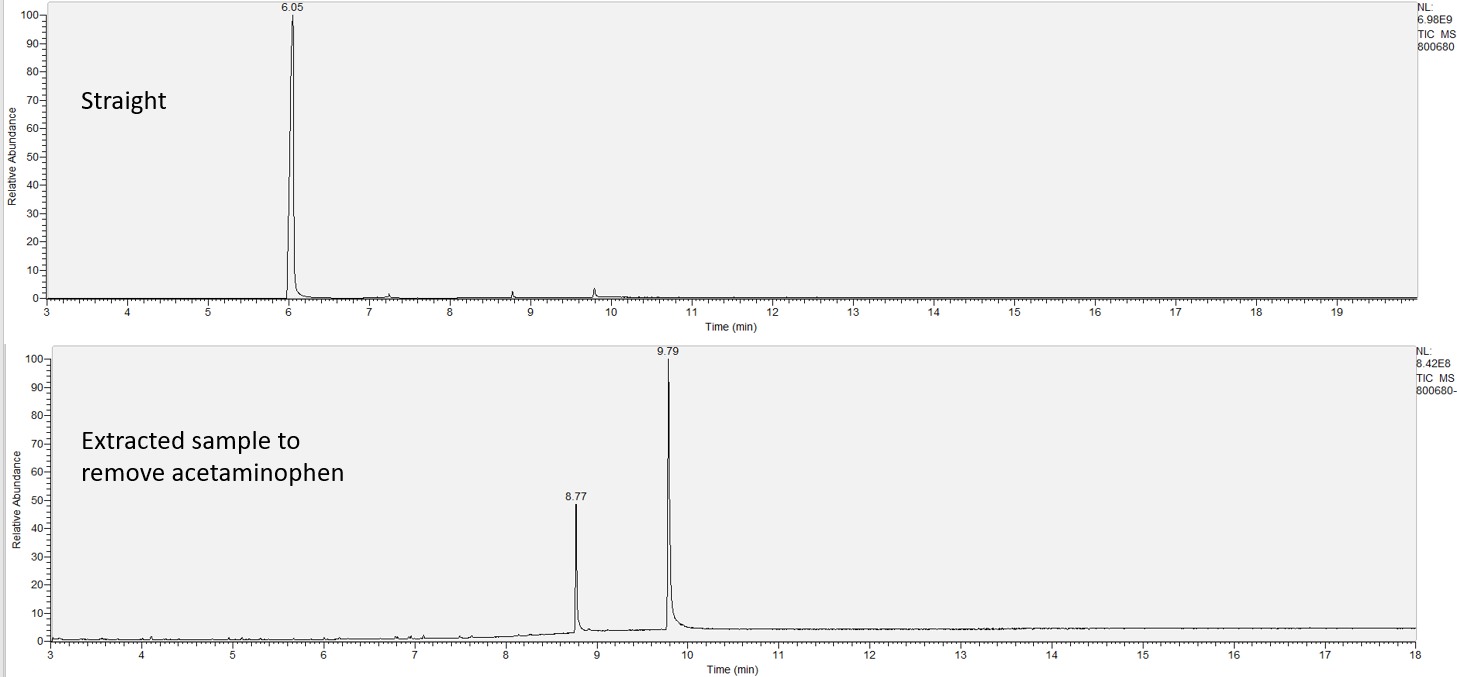 6.05
100
90
80
70
60
50
40
30
20
10
0
Relative Abundance
Straight
3 4 5 6 7 8 9 10 11 12 13 14 15 16 17 18 19
Time (min)
NL:
6.98E9
TIC MS
800680
9.79
8.77
100
90
80
70
60
50
40
30
20
10
0
Relative Abundance
Extracted sample to
remove acetaminophen
3 4 5 6 7 8 9 10 11 12 13 14 15 16 17 18
Time (min)
NL:
8.42E8
TIC MS
800680-